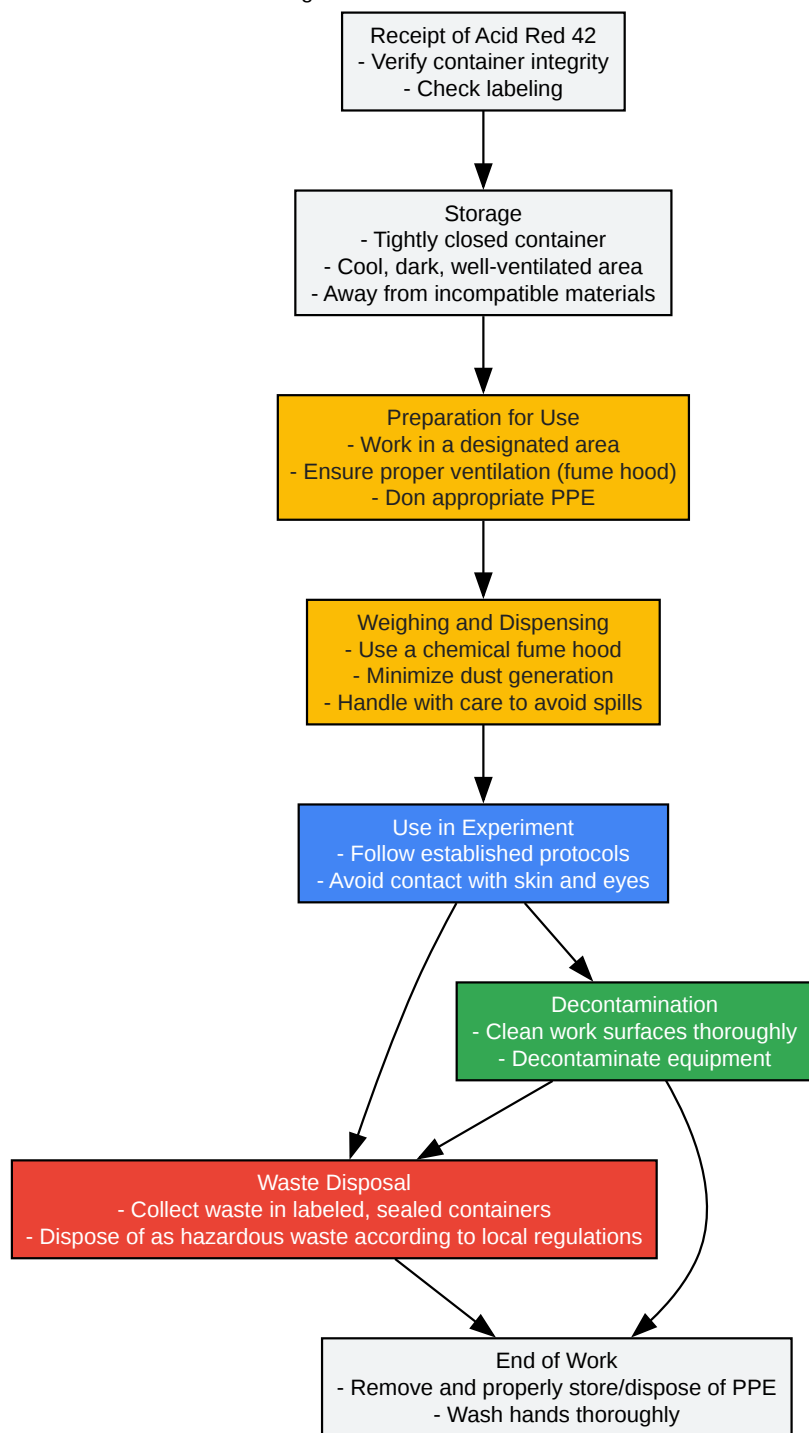 Receipt of Acid Red 42
- Verify container integrity
- Check labeling
Storage
- Tightly closed container
- Cool, dark, well-ventilated area
- Away from incompatible materials
Preparation for Use
- Work in a designated area
- Ensure proper ventilation (fume hood)
- Don appropriate PPE
Weighing and Dispensing
- Use a chemical fume hood
- Minimize dust generation
- Handle with care to avoid spills
Use in Experiment
- Follow established protocols
- Avoid contact with skin and eyes
Decontamination
- Clean work surfaces thoroughly
- Decontaminate equipment
Waste Disposal
- Collect waste in labeled, sealed containers
- Dispose of as hazardous waste according to local regulations
End of Work
- Remove and properly store/dispose of PPE
- Wash hands thoroughly